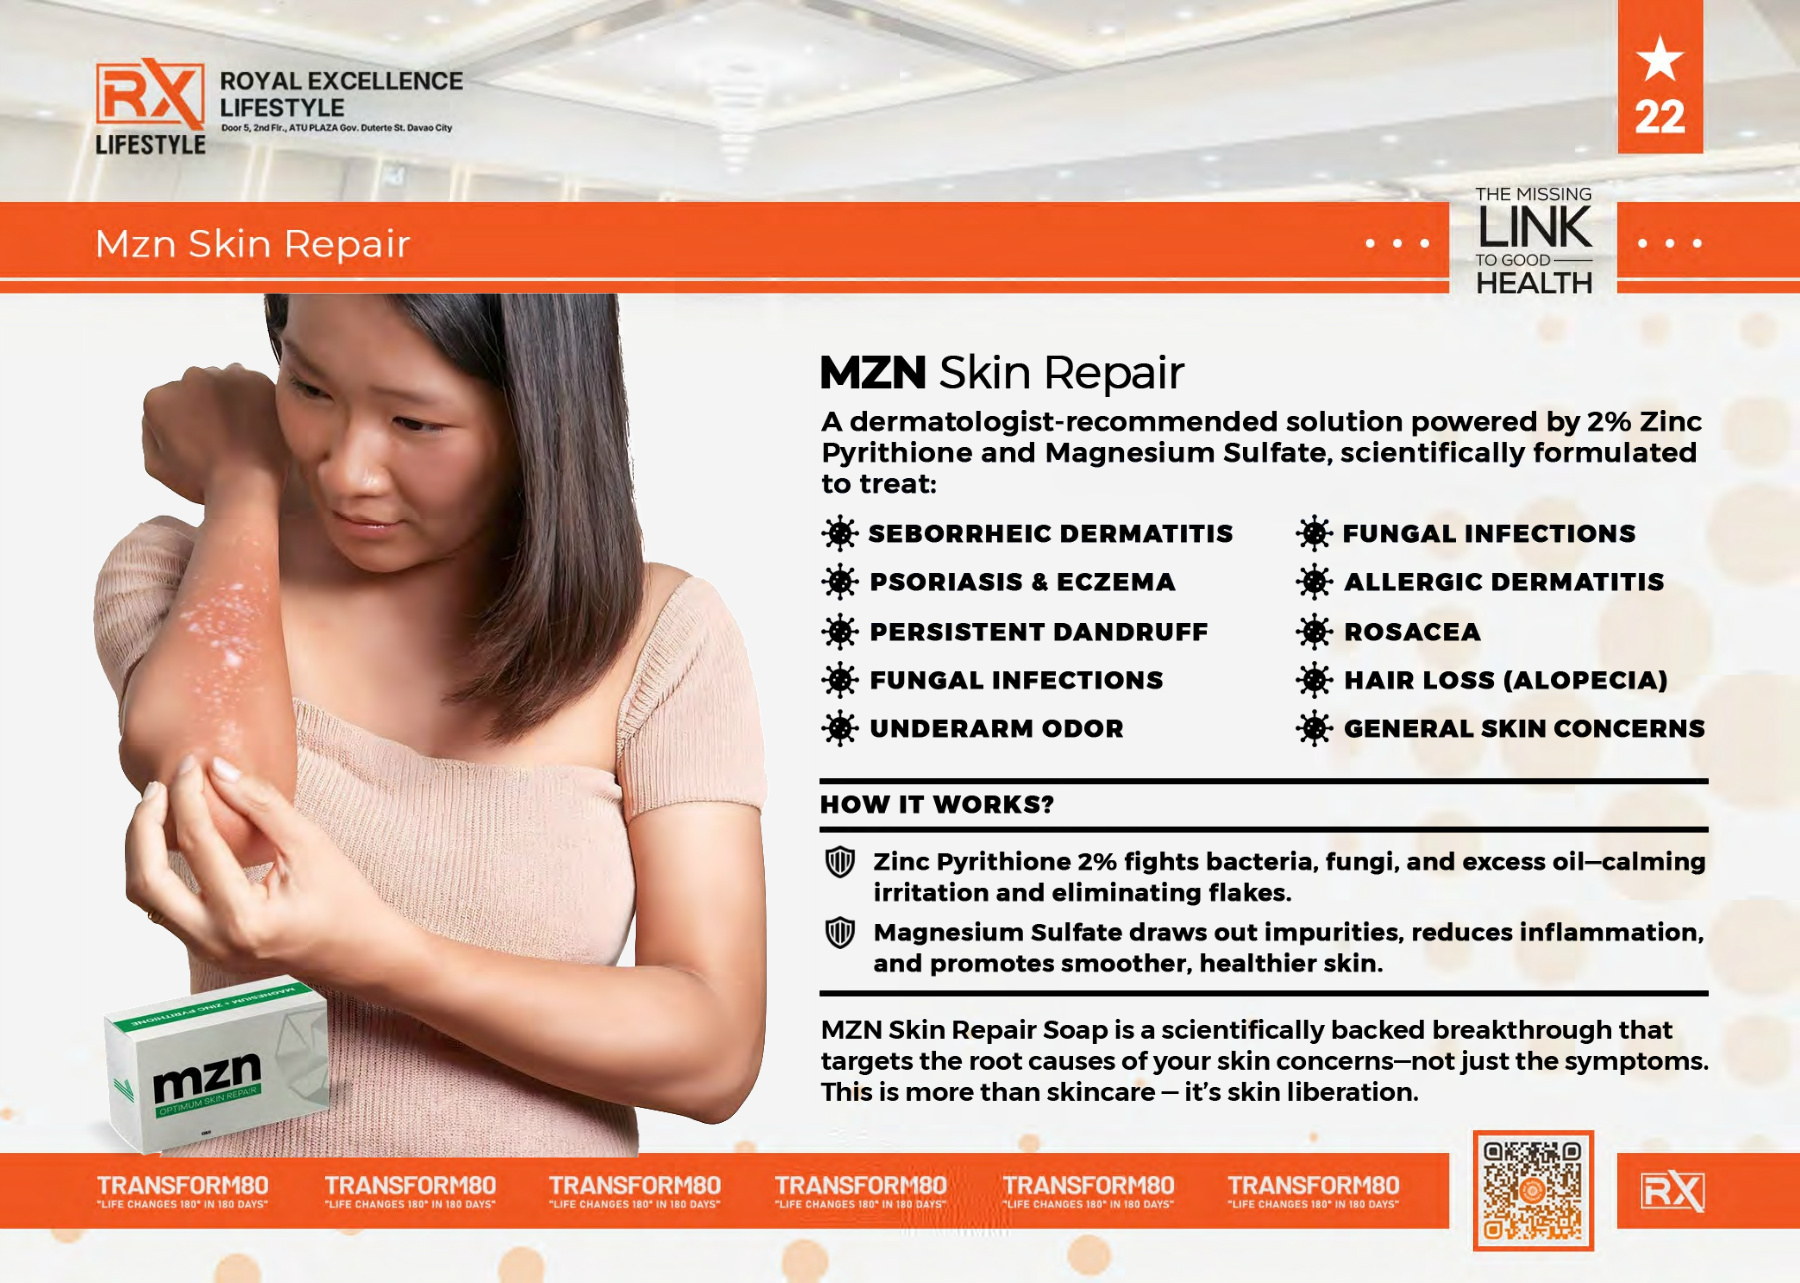 RX
LIFESTYLE
ROYAL EXCELLENCE
LIFESTYLE
Door 5, 2nd Flr., ATU PLAZA Gov. Duterte St. Davao City
22
Mzn Skin Repair
THE MISSING
LINK
TO GOOD
HEALTH
MZN Skin Repair
A dermatologist-recommended solution powered by 2% Zinc
Pyrithione and Magnesium Sulfate, scientifically formulated
to treat:
SEBORRHEIC DERMATITIS
PSORIASIS & ECZEMA
PERSISTENT DANDRUFF
FUNGAL INFECTIONS
UNDERARM ODOR
FUNGAL INFECTIONS
ALLERGIC DERMATITIS
ROSACEA
HAIR LOSS (ALOPECIA)
GENERAL SKIN CONCERNS
HOW IT WORKS?
Zinc Pyrithione 2% fights bacteria, fungi, and excess oil—calming
irritation and eliminating flakes.
Magnesium Sulfate draws out impurities, reduces inflammation,
and promotes smoother, healthier skin.
MZN Skin Repair Soap is a scientifically backed breakthrough that
targets the root causes of your skin concerns—not just the symptoms.
This is more than skincare — it's skin liberation.
MAGNESIUM + ZINC PYRITHIONE
mzn
OPTIMUM SKIN REPAIR
TRANSFORM80
"LIFE CHANGES 180° IN 180 DAYS"
TRANSFORM80
"LIFE CHANGES 180° IN 180 DAYS"
TRANSFORM80
"LIFE CHANGES 180° IN 180 DAYS"
TRANSFORM80
"LIFE CHANGES 180° IN 180 DAYS"
TRANSFORM80
"LIFE CHANGES 180° IN 180 DAYS"
TRANSFORM80
"LIFE CHANGES 180° IN 180 DAYS"
RX